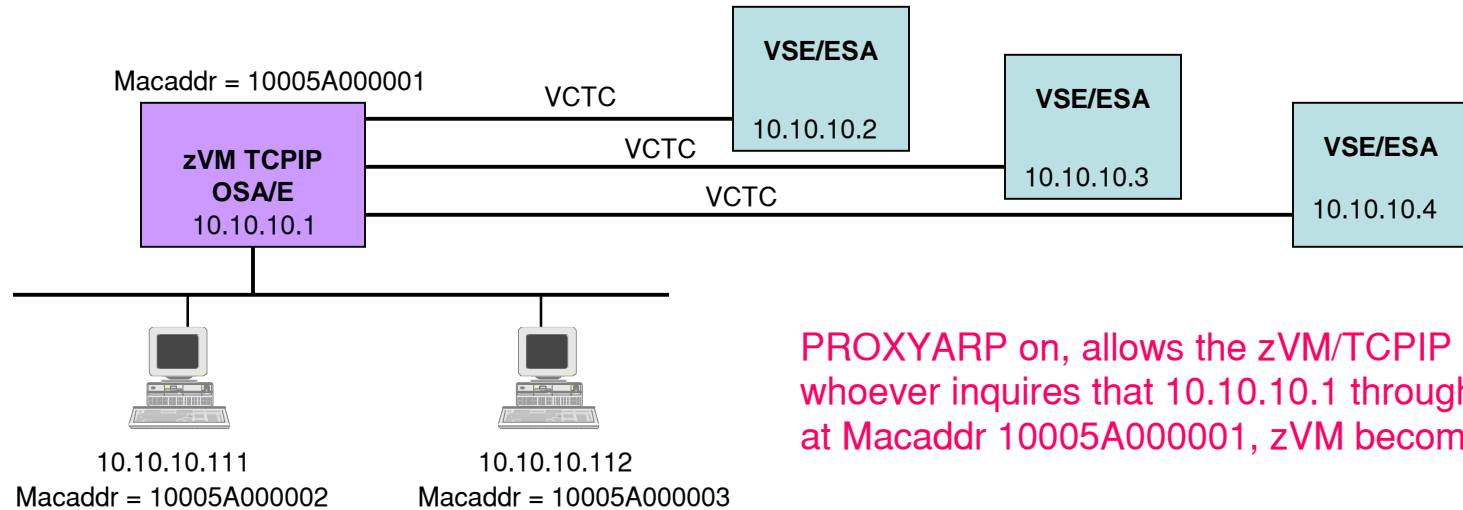 Macaddr = 10005A000001
zVM TCPIP
OSA/E
10.10.10.1
VCTC
VCTC
VCTC
VSE/ESA
10.10.10.2
VSE/ESA
10.10.10.3
VSE/ESA
10.10.10.4
10.10.10.111
Macaddr = 10005A000002
10.10.10.112
Macaddr = 10005A000003
PROXYARP on, allows the zVM/TCPIP
whoever inquires that 10.10.10.1 through
at Macaddr 10005A000001, zVM becom